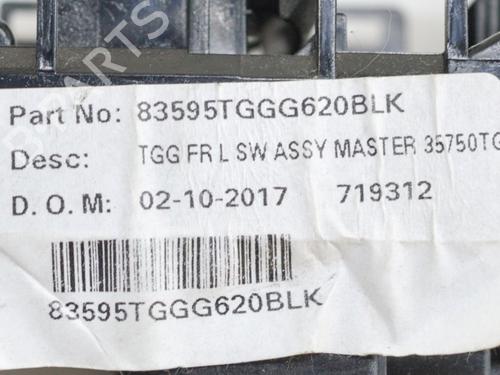 Part No: 83595TGGG620BLK
Desc: TGG FR L SW ASSY MASTER 35750TG
D. O. M: 02-10-2017 719312
83595TGGG620BLK